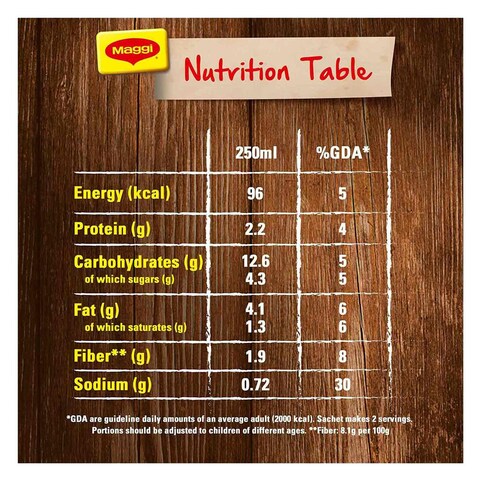 Maggi
Nutrition Table
250ml %GDA*
Energy (kcal) 96 5
Protein (g) 2.2 4
Carbohydrates (g) 12.6 5
of which sugars (g) 4.3 5
Fat (g) 4.1 6
of which saturates (g) 1.3 6
Fiber** (g) 1.9 8
Sodium (g) 0.72 30
*GDA are guideline daily amounts of an average adult (2000 kcal). Sachet makes 2 servings.
Portions should be adjusted to children of different ages. **Fiber: 8.1g per 100g